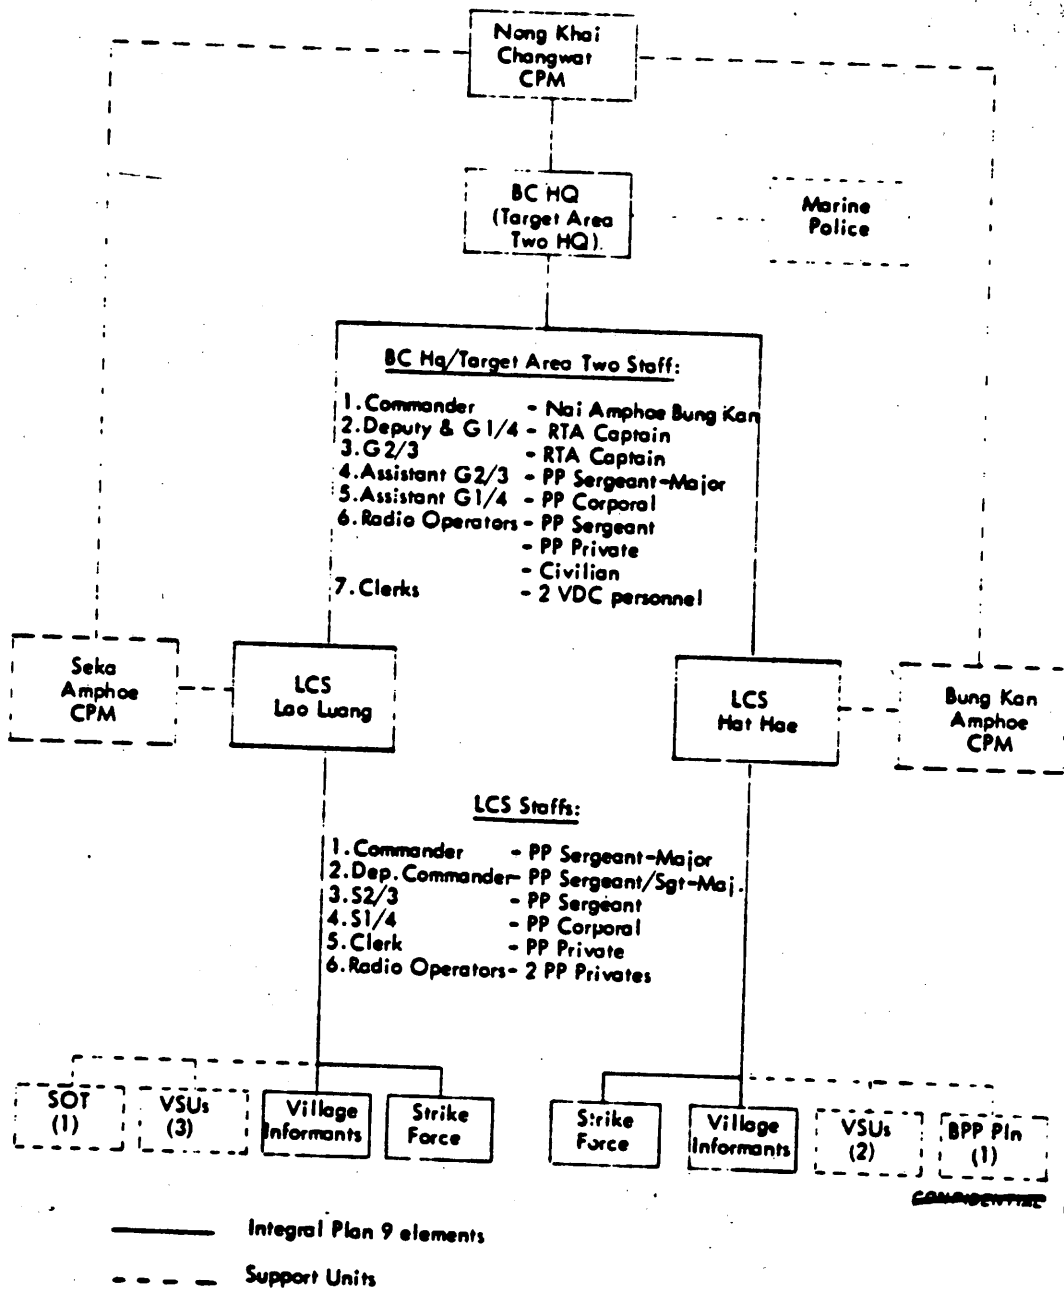 Nong Khai
Changwat
CPM
BC HQ
(Target Area
Two HQ).
Marine
Police
BC Hq/Target Area Two Staff:
1. Commander - Nai Amphoe Bung Kan
2. Deputy & G1/4 - RTA Captain
3. G2/3 - RTA Captain
4. Assistant G2/3 - PP Sergeant-Major
5. Assistant G1/4 - PP Corporal
6. Radio Operators - PP Sergeant
- PP Private
- Civilian
7. Clerks - 2 VDC personnel
Seka
Amphoe
CPM
LCS
Lao Luang
LCS
Hat Hae
Bung Kan
Amphoe
CPM
LCS Staffs:
1. Commander - PP Sergeant-Major
2. Dep. Commander - PP Sergeant/Sgt-Maj.
3. S2/3 - PP Sergeant
4. S1/4 - PP Corporal
5. Clerk - PP Private
6. Radio Operators - 2 PP Privates
SOT
(1)
VSUs
(3)
Village
Informants
Strike
Force
Strike
Force
Village
Informants
VSUs
(2)
BPP Pln
(1)
CONFIDENTIAL
Integral Plan 9 elements
Support Units